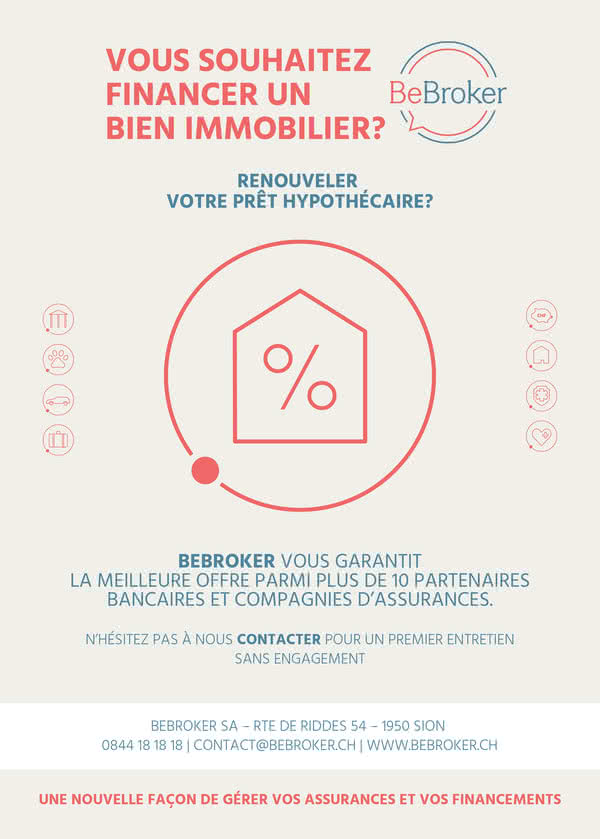 VOUS SOUHAITEZ
FINANCER UN
BIEN IMMOBILIER?
BeBroker
RENOUVELER
VOTRE PRÊT HYPOTHÉCAIRE?
%
CHF
BEBROKER VOUS GARANTIT
LA MEILLEURE OFFRE PARMI PLUS DE 10 PARTENAIRES
BANCAIRES ET COMPAGNIES D’ASSURANCES.
N’HÉSITEZ PAS À NOUS CONTACTER POUR UN PREMIER ENTRETIEN
SANS ENGAGEMENT
BEBROKER SA – RTE DE RIDDES 54 – 1950 SION
0844 18 18 18 | CONTACT@BEBROKER.CH | WWW.BEBROKER.CH
UNE NOUVELLE FAÇON DE GÉRER VOS ASSURANCES ET VOS FINANCEMENTS